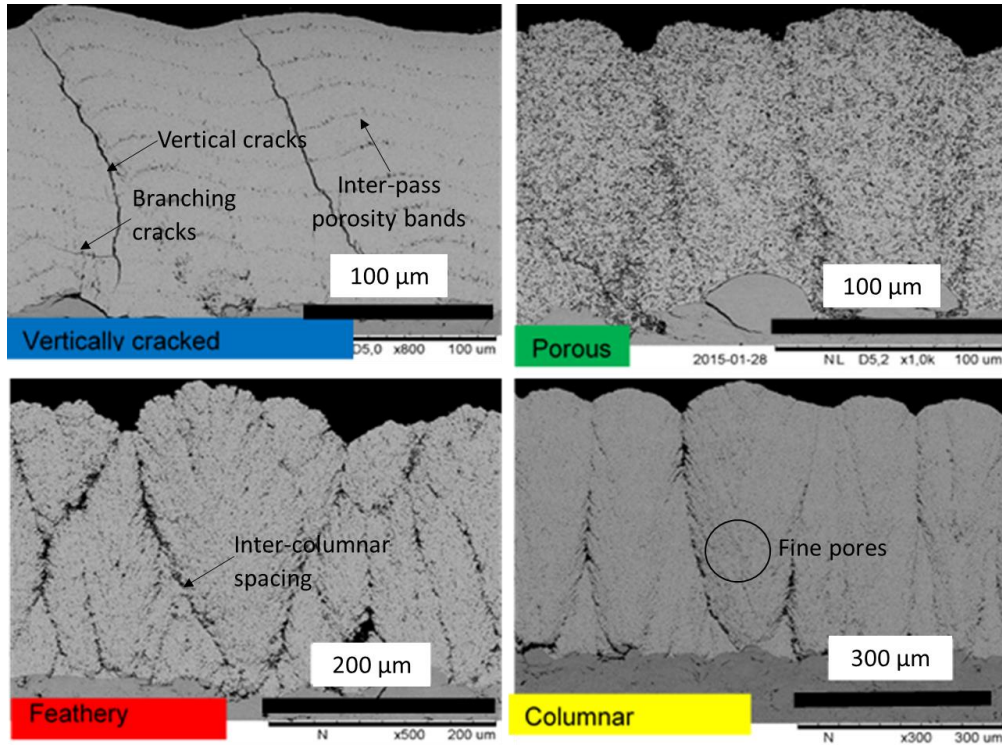 Vertical cracks
Branching
cracks
Inter-pass
porosity bands
100 µm
Vertically cracked
D5,0 x800 100 um
100 µm
Porous
2015-01-28 NL D5,2 x1,0k 100 um
Inter-columnar
spacing
200 µm
Feathery
N x500 200 um
Fine pores
300 µm
Columnar
N x300 300 um